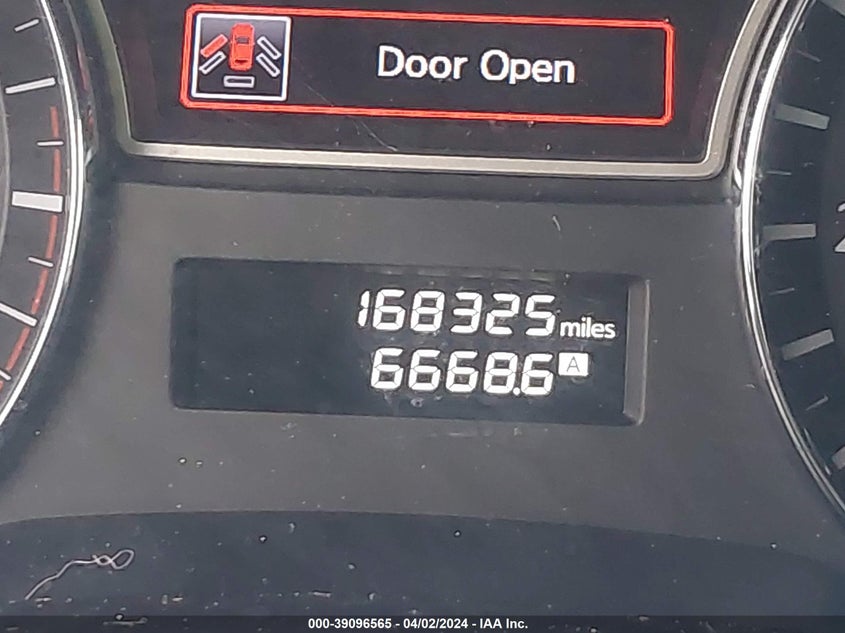 Door Open
168325 miles
6668.6 A
000-39096565 - 04/02/2024 - IAA Inc.